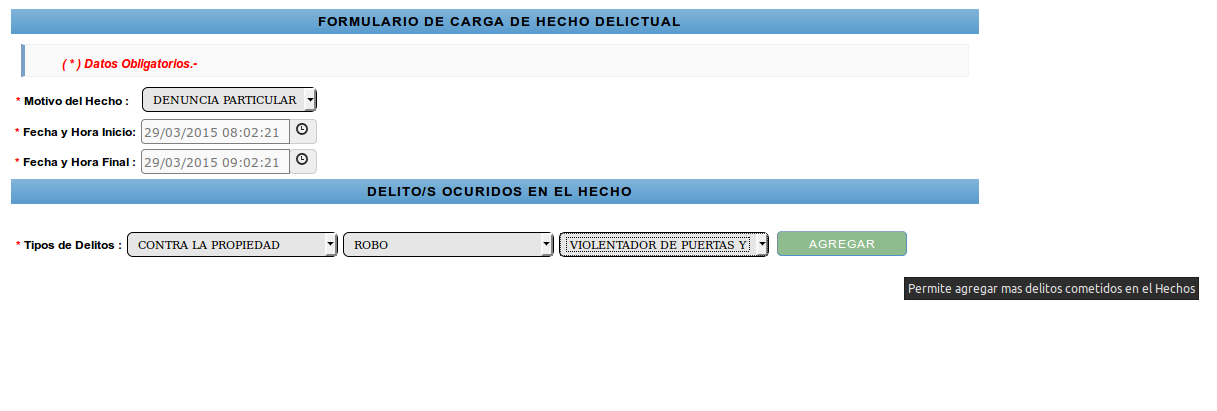 FORMULARIO DE CARGA DE HECHO DELICTUAL
( * ) Datos Obligatorios.-
* Motivo del Hecho : DENUNCIA PARTICULAR
* Fecha y Hora Inicio: 29/03/2015 08:02:21
* Fecha y Hora Final : 29/03/2015 09:02:21
DELITO/S OCURIDOS EN EL HECHO
* Tipos de Delitos : CONTRA LA PROPIEDAD ROBO VIOLENTADOR DE PUERTAS Y AGREGAR
Permite agregar mas delitos cometidos en el Hechos